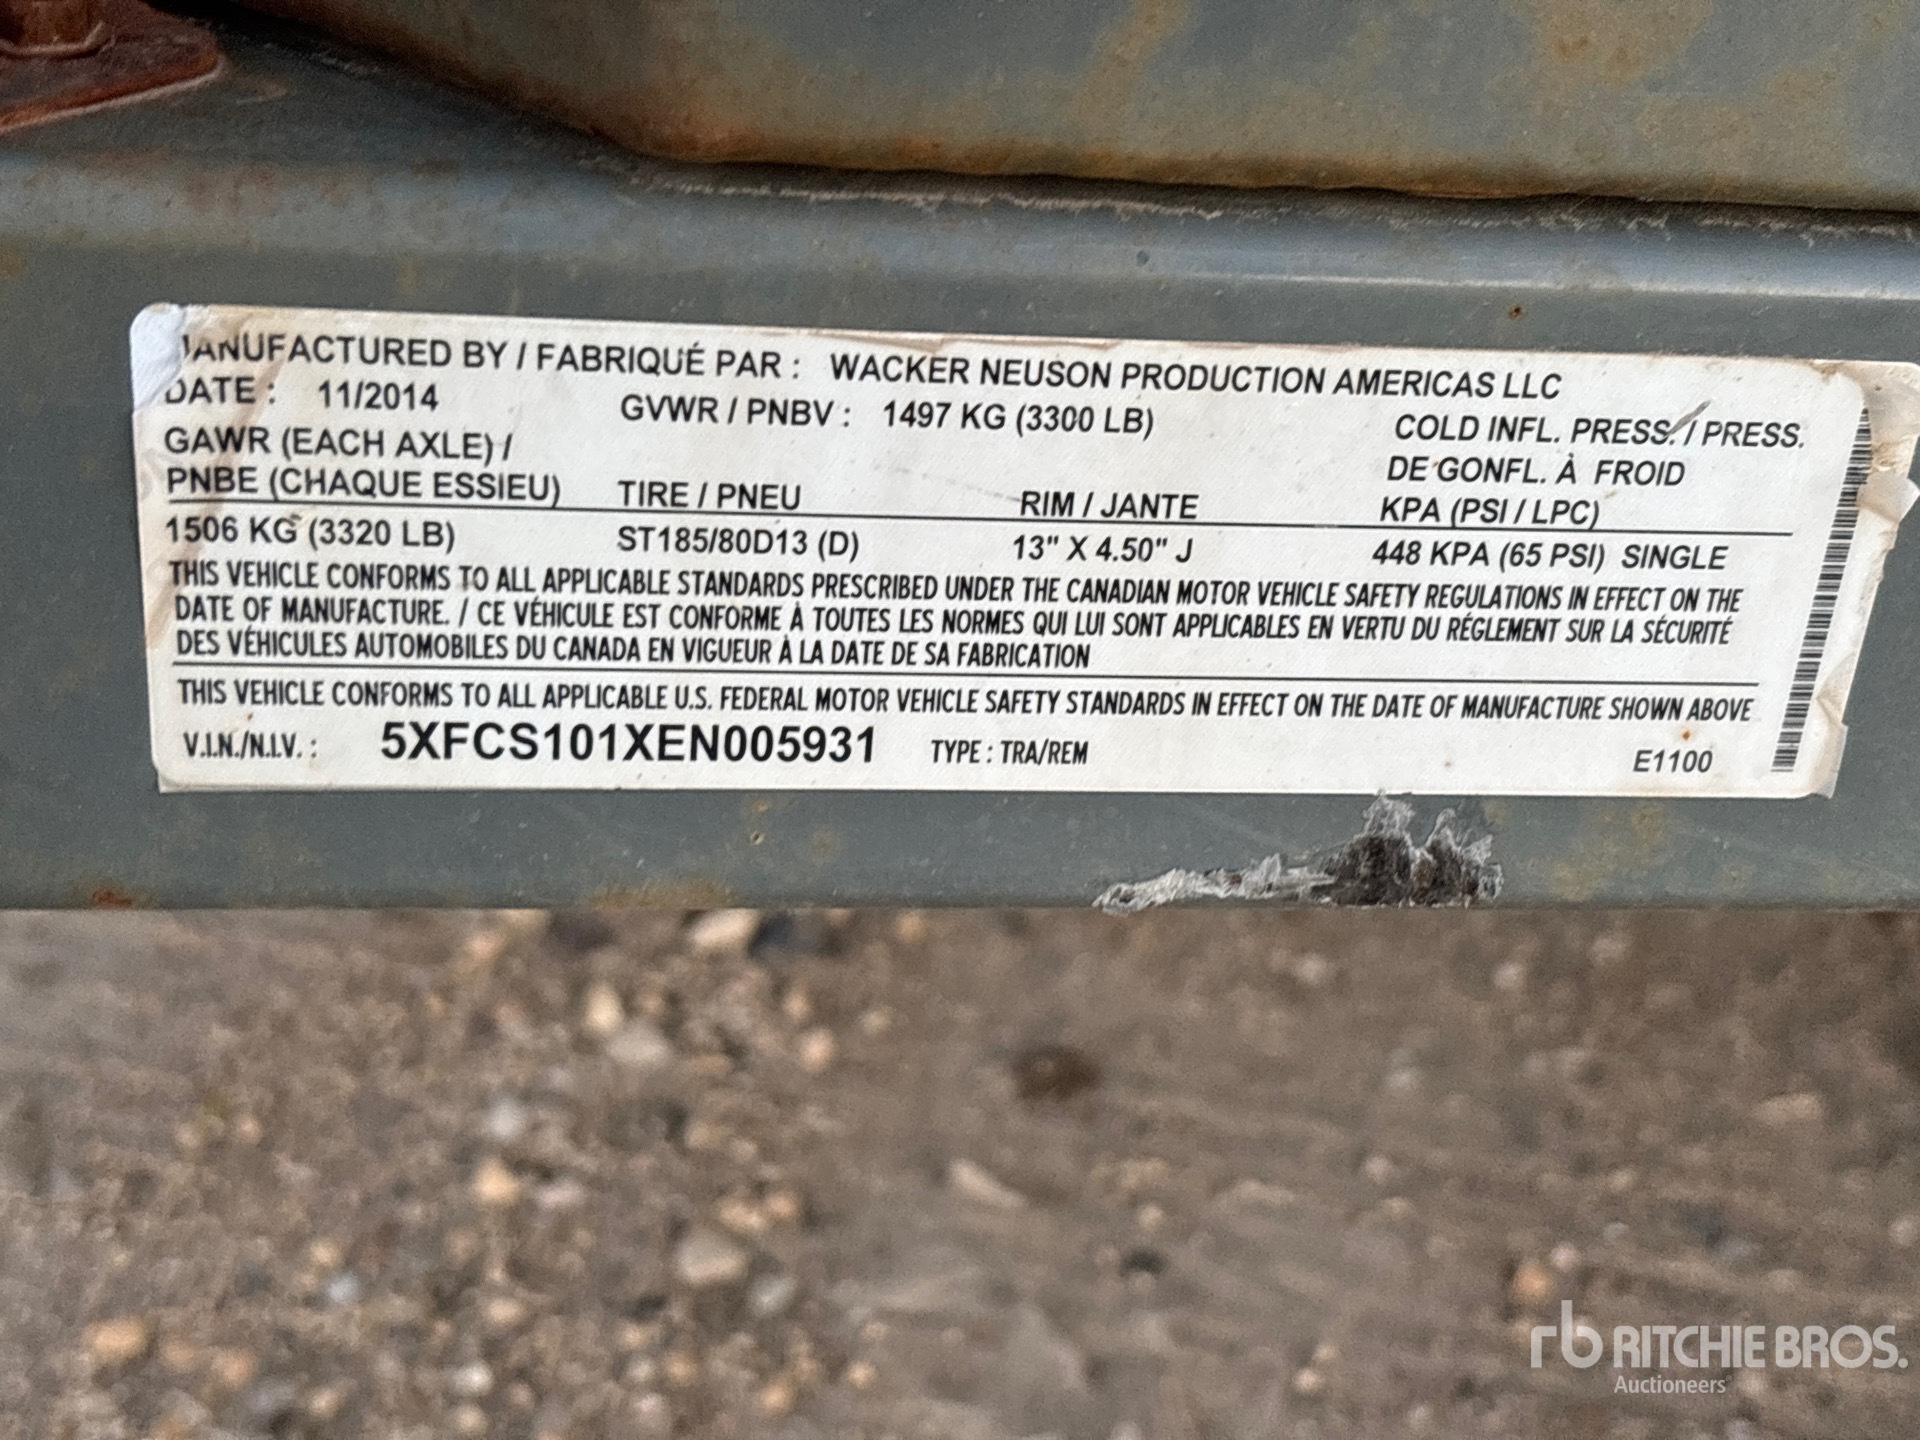 MANUFACTURED BY / FABRIQUÉ PAR : WACKER NEUSON PRODUCTION AMERICAS LLC
DATE : 11/2014 GVWR / PNBV : 1497 KG (3300 LB)
COLD INFL. PRESS. / PRESS.
GAWR (EACH AXLE) /
DE GONFL. À FROID
PNBE (CHAQUE ESSIEU) TIRE / PNEU RIM / JANTE KPA (PSI / LPC)
1506 KG (3320 LB) ST185/80D13 (D) 13" X 4.50" J 448 KPA (65 PSI) SINGLE
THIS VEHICLE CONFORMS TO ALL APPLICABLE STANDARDS PRESCRIBED UNDER THE CANADIAN MOTOR VEHICLE SAFETY REGULATIONS IN EFFECT ON THE
DATE OF MANUFACTURE. / CE VÉHICULE EST CONFORME À TOUTES LES NORMES QUI LUI SONT APPLICABLES EN VERTU DU RÉGLEMENT SUR LA SÉCURITÉ
DES VÉHICULES AUTOMOBILES DU CANADA EN VIGUEUR À LA DATE DE SA FABRICATION
THIS VEHICLE CONFORMS TO ALL APPLICABLE U.S. FEDERAL MOTOR VEHICLE SAFETY STANDARDS IN EFFECT ON THE DATE OF MANUFACTURE SHOWN ABOVE
V.I.N./N.I.V. : 5XFCS101XEN005931 TYPE : TRA/REM E1100
rb RITCHIE BROS.
Auctioneers